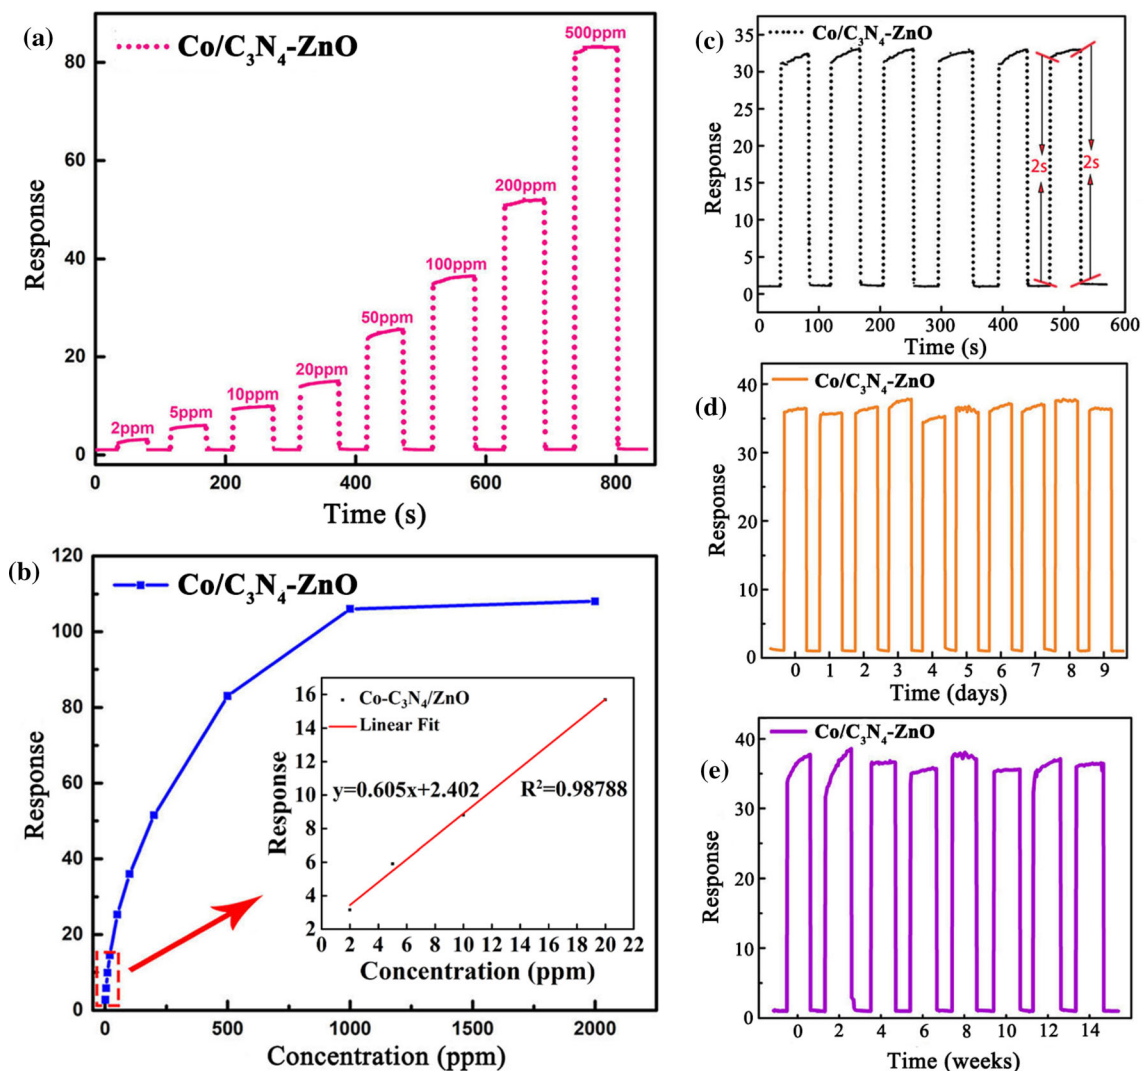 (a)
Co/C₃N₄-ZnO
80
60
40
20
0
Response
2ppm
5ppm
10ppm
20ppm
50ppm
100ppm
200ppm
500ppm
0 200 400 600 800
Time (s)
(b)
Co/C₃N₄-ZnO
120
100
80
60
40
20
0
Response
0 500 1000 1500 2000
Concentration (ppm)
Co-C₃N₄/ZnO
Linear Fit
y=0.605x+2.402 R²=0.98788
16
14
12
10
8
6
4
2
Response
0 2 4 6 8 10 12 14 16 18 20 22
Concentration (ppm)
(c)
Co/C₃N₄-ZnO
35
30
25
20
15
10
5
0
Response
2s 2s
0 100 200 300 400 500 600
Time (s)
(d)
Co/C₃N₄-ZnO
40
30
20
10
0
Response
0 1 2 3 4 5 6 7 8 9
Time (days)
(e)
Co/C₃N₄-ZnO
40
30
20
10
0
Response
0 2 4 6 8 10 12 14
Time (weeks)